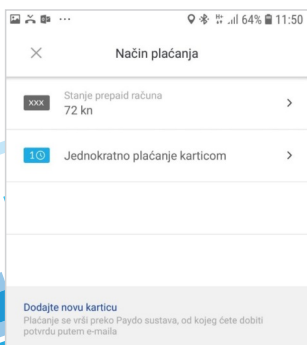 64% 11:50
Način plaćanja
xxx
Stanje prepaid računa
72 kn
1
Jednokratno plaćanje karticom
Dodajte novu karticu
Plaćanje se vrši preko Paydo sustava, od kojeg ćete dobiti
potvrdu putem e-maila